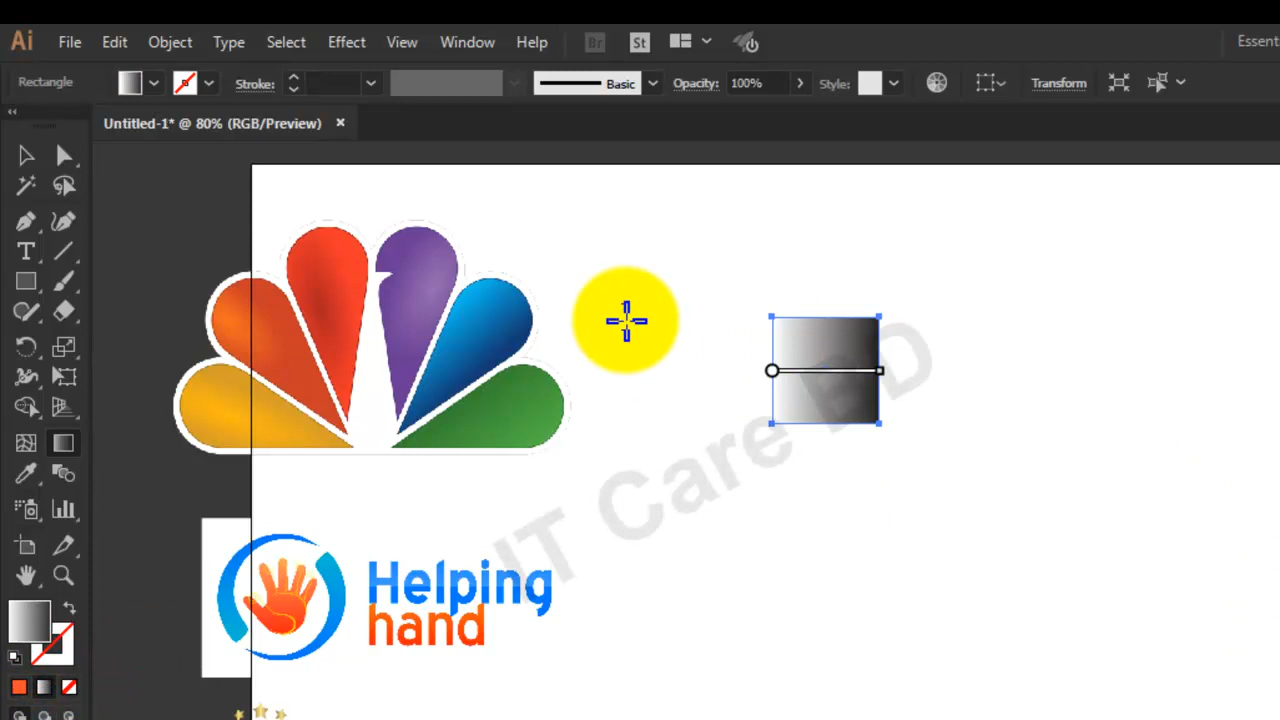 Ai File Edit Object Type Select Effect View Window Help Br St Essent
Rectangle Stroke: Basic Opacity: 100% Style: Transform
Untitled-1* @ 80% (RGB/Preview) ×
T
IT Care BD
Helping
hand